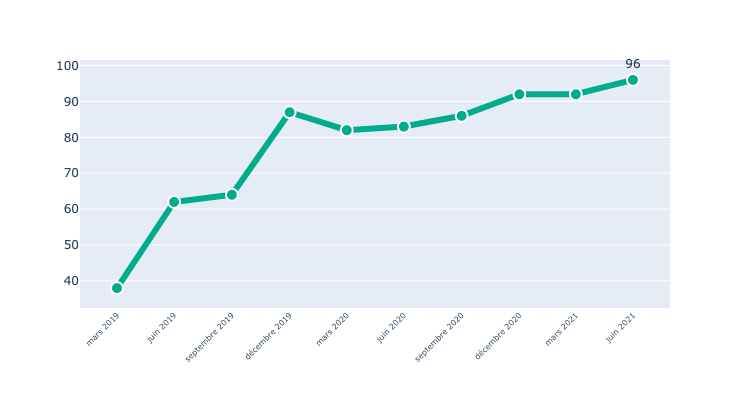 96
100
90
80
70
60
50
40
mars 2019
juin 2019
septembre 2019
décembre 2019
mars 2020
juin 2020
septembre 2020
décembre 2020
mars 2021
juin 2021